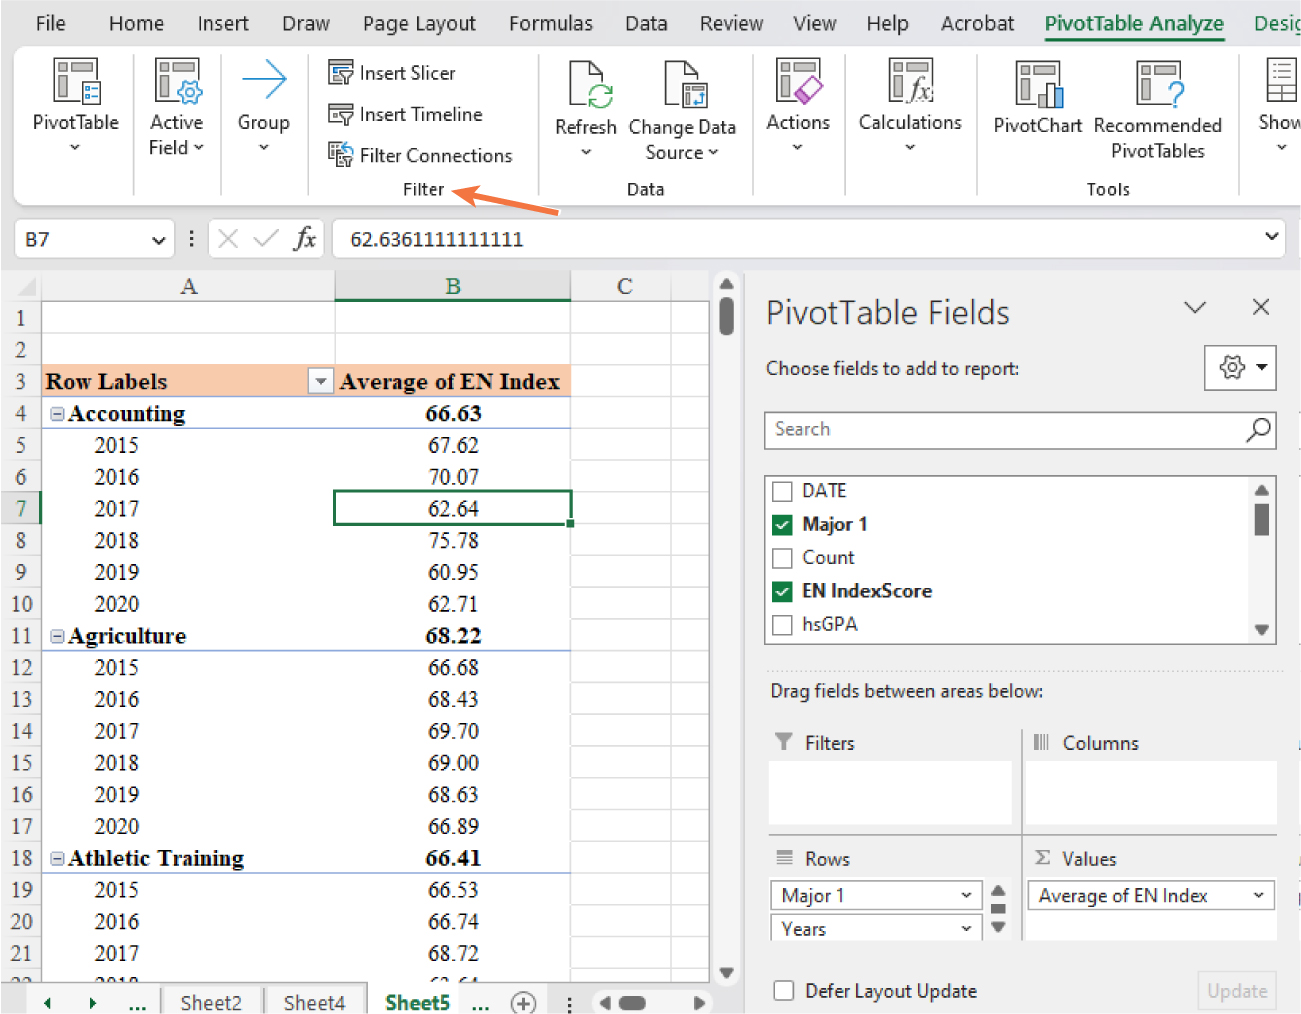 File Home Insert Draw Page Layout Formulas Data Review View Help Acrobat PivotTable Analyze Desig
PivotTable
Active Field
Group
Insert Slicer
Insert Timeline
Filter Connections
Filter
Refresh
Change Data Source
Data
Actions
Calculations
PivotChart
Recommended PivotTables
Tools
Show
B7 fx 62.6361111111111
A B C
1
2
3 Row Labels Average of EN Index
4 Accounting 66.63
5 2015 67.62
6 2016 70.07
7 2017 62.64
8 2018 75.78
9 2019 60.95
10 2020 62.71
11 Agriculture 68.22
12 2015 66.68
13 2016 68.43
14 2017 69.70
15 2018 69.00
16 2019 68.63
17 2020 66.89
18 Athletic Training 66.41
19 2015 66.53
20 2016 66.74
21 2017 68.72
... Sheet2 Sheet4 Sheet5 ...
PivotTable Fields
Choose fields to add to report:
Search
DATE
Major 1
Count
EN IndexScore
hsGPA
Drag fields between areas below:
Filters
Columns
Rows
Major 1
Years
Σ Values
Average of EN Index
Defer Layout Update
Update